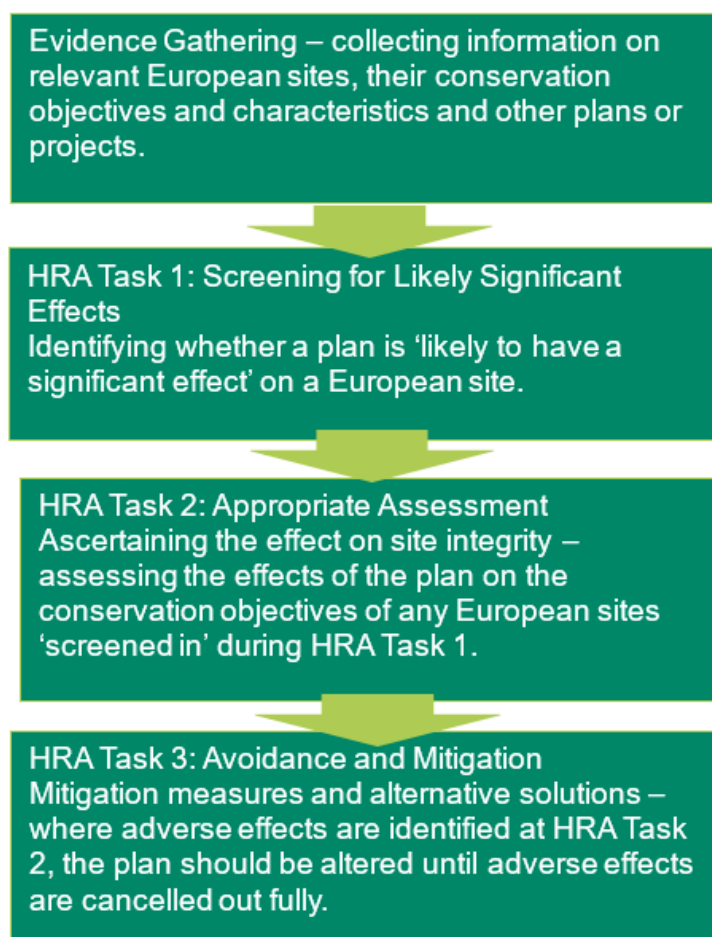 Evidence Gathering – collecting information on
relevant European sites, their conservation
objectives and characteristics and other plans or
projects.
HRA Task 1: Screening for Likely Significant
Effects
Identifying whether a plan is ‘likely to have a
significant effect’ on a European site.
HRA Task 2: Appropriate Assessment
Ascertaining the effect on site integrity –
assessing the effects of the plan on the
conservation objectives of any European sites
‘screened in’ during HRA Task 1.
HRA Task 3: Avoidance and Mitigation
Mitigation measures and alternative solutions –
where adverse effects are identified at HRA Task
2, the plan should be altered until adverse effects
are cancelled out fully.